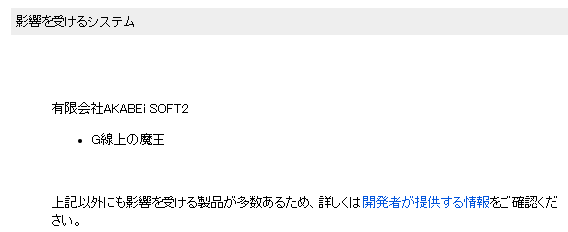 影響を受けるシステム
有限会社AKABEi SOFT2
• G線上の魔王
上記以外にも影響を受ける製品が多数あるため、詳しくは開発者が提供する情報をご確認くだ
さい。